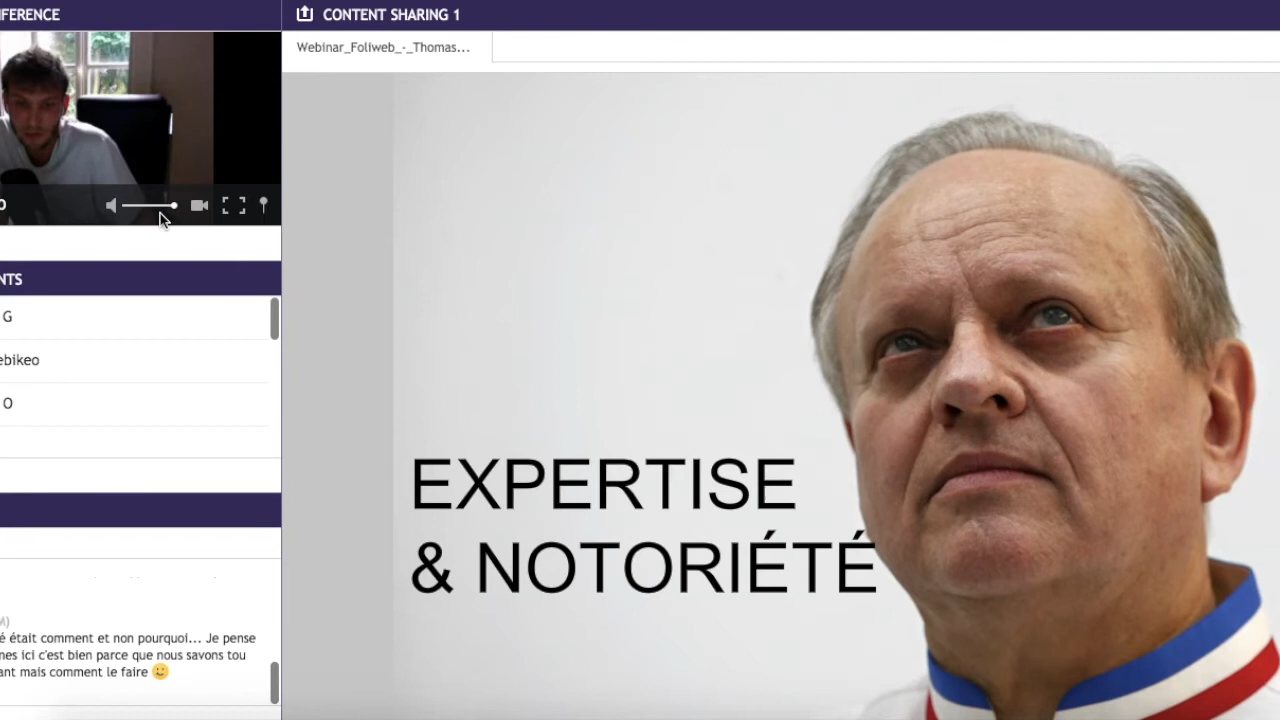 FERENCE
CONTENT SHARING 1
Webinar_Foliweb_-_Thomas...
O
NTS
G
ebikeo
O
EXPERTISE
& NOTORIÉTÉ
M)
é était comment et non pourquoi... Je pense
nes ici c'est bien parce que nous savons tou
ant mais comment le faire 🙂